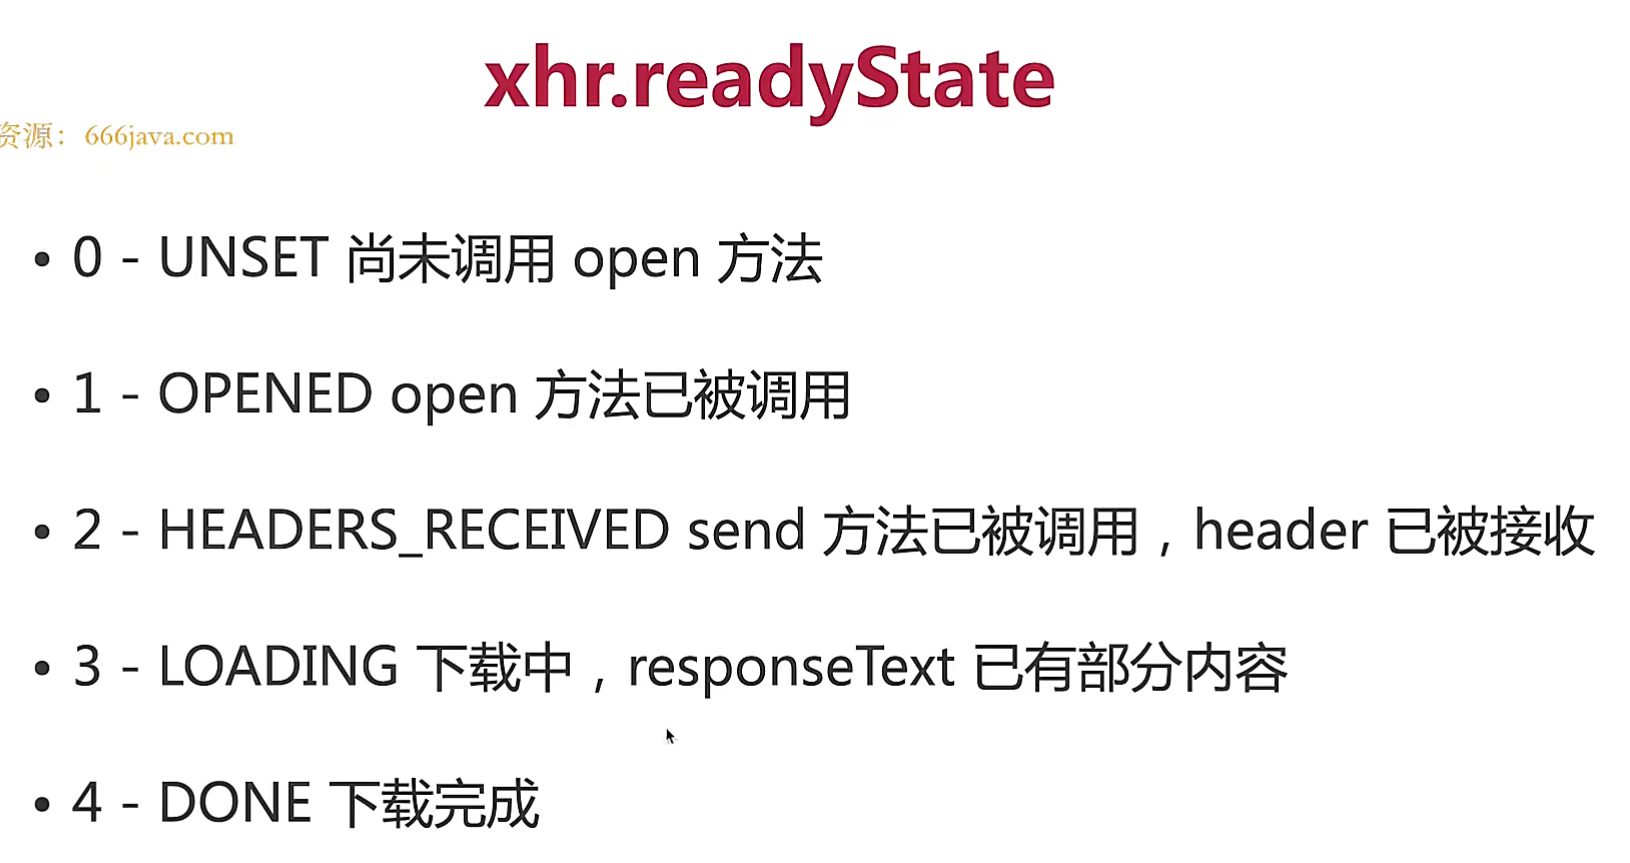 xhr.readyState
资源：666java.com
• 0 - UNSET 尚未调用 open 方法
• 1 - OPENED open 方法已被调用
• 2 - HEADERS_RECEIVED send 方法已被调用，header 已被接收
• 3 - LOADING 下载中，responseText 已有部分内容
• 4 - DONE 下载完成